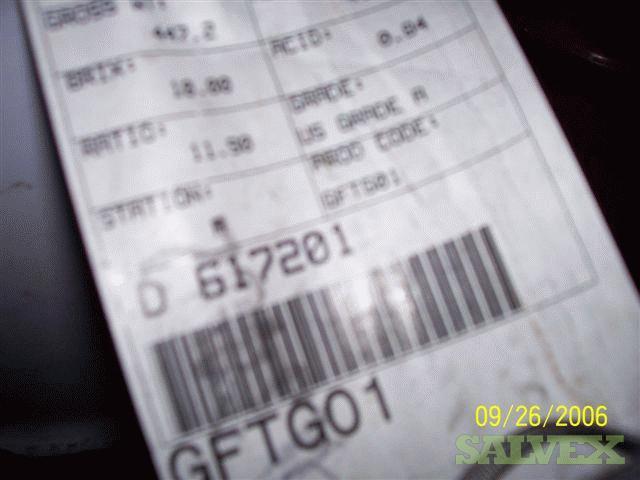 GROSS WT:
447.2
ACID:
0.84
BRIX:
10.00
GRADE:
US GRADE A
RATIO:
11.90
PROD CODE:
GFTG01
STATION:
D 617201
GFTGO1
09/26/2006
SALVEX